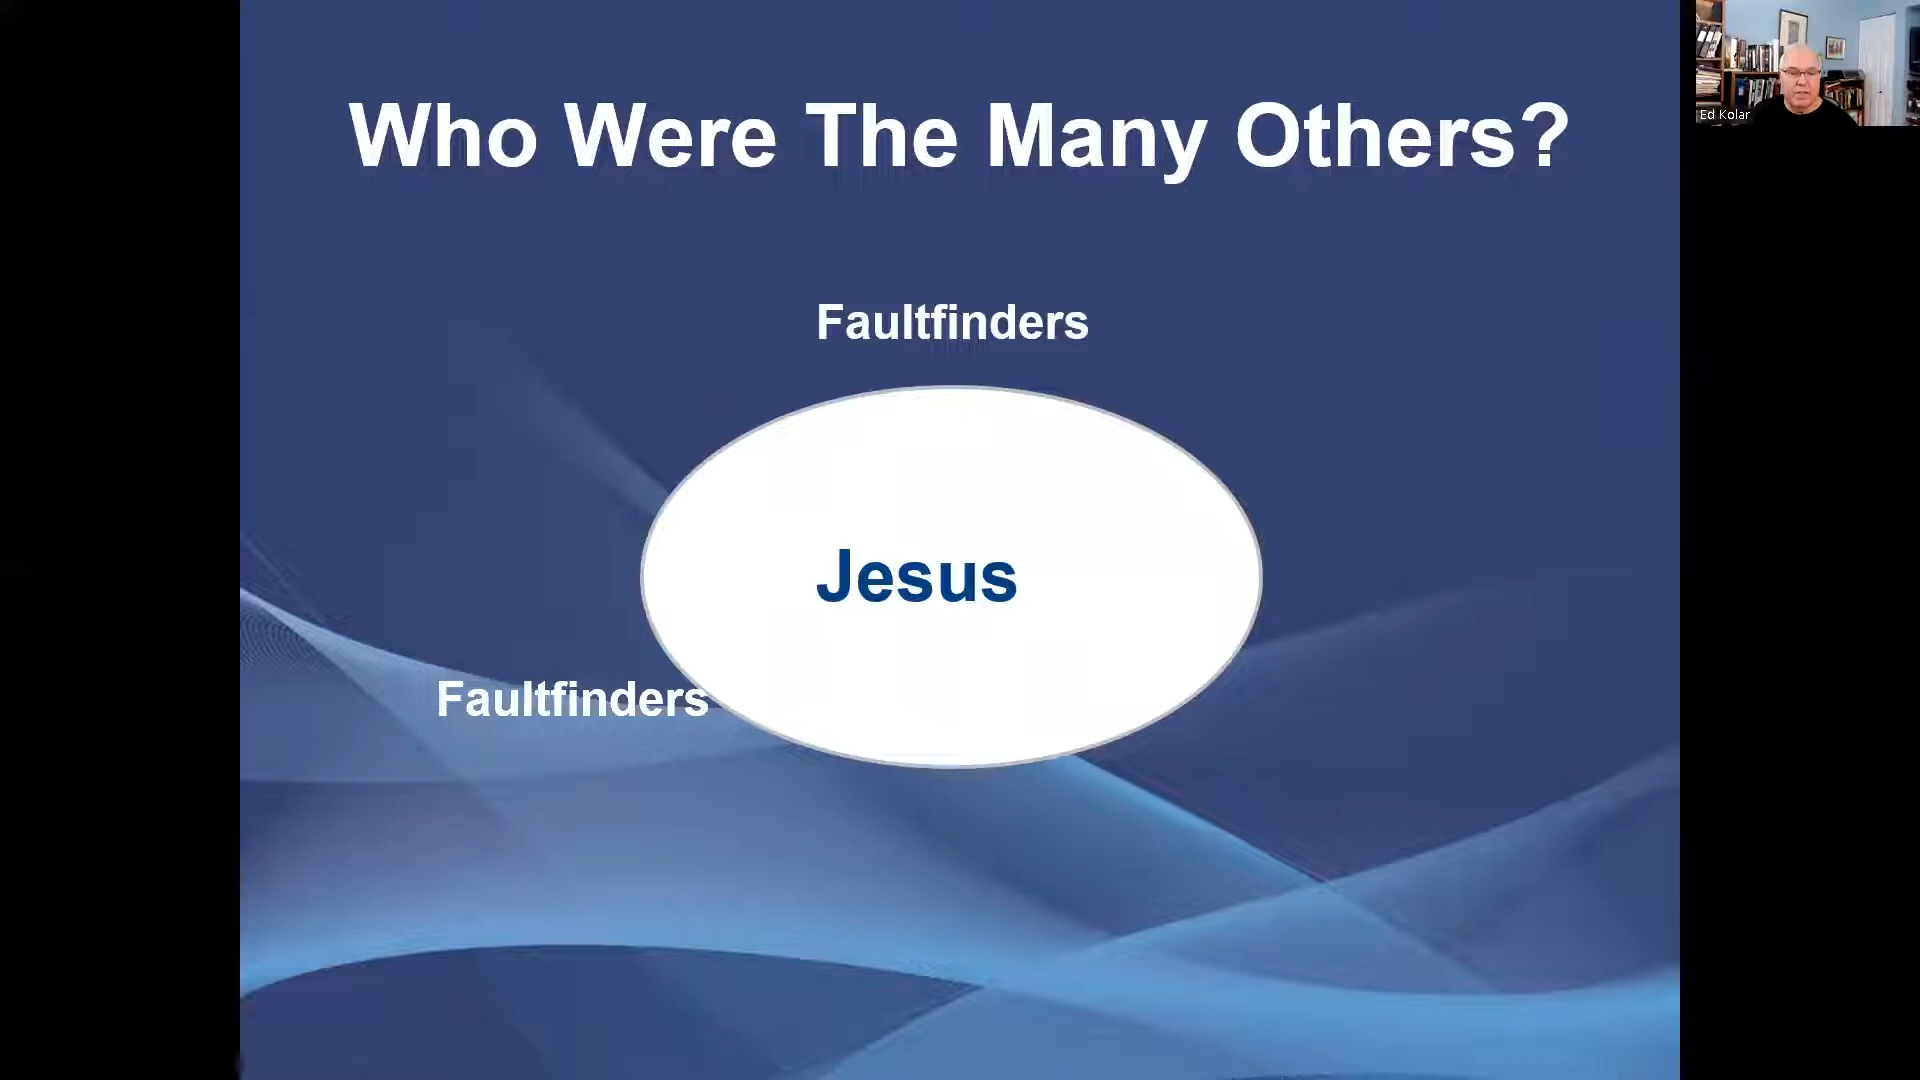 Who Were The Many Others?
Ed Kolar
Faultfinders
Jesus
Faultfinders